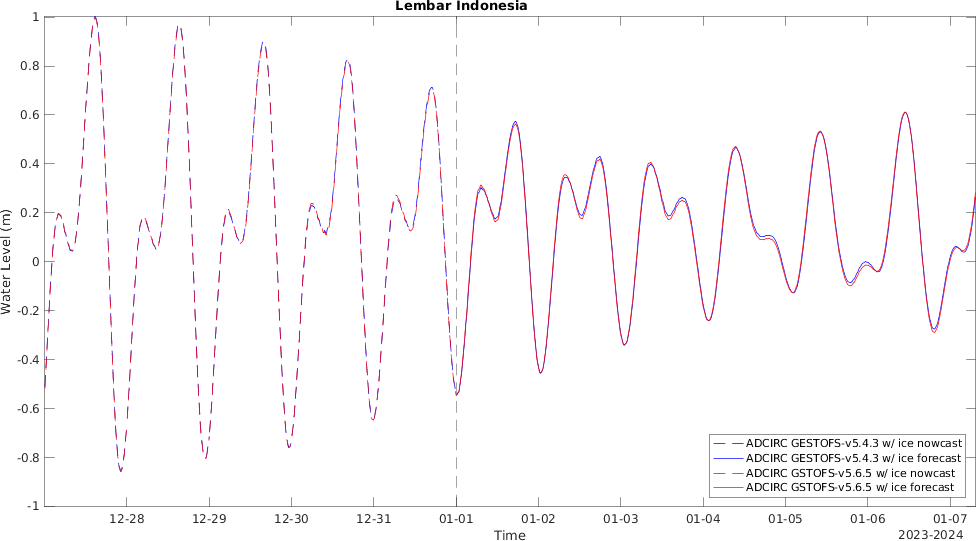 Lembar Indonesia
1
0.8
0.6
0.4
0.2
0
-0.2
-0.4
-0.6
-0.8
-1
Water Level (m)
ADCIRC GESTOFS-v5.4.3 w/ ice nowcast
ADCIRC GESTOFS-v5.4.3 w/ ice forecast
ADCIRC GSTOFS-v5.6.5 w/ ice nowcast
ADCIRC GSTOFS-v5.6.5 w/ ice forecast
12-28 12-29 12-30 12-31 01-01 01-02 01-03 01-04 01-05 01-06 01-07
Time
2023-2024